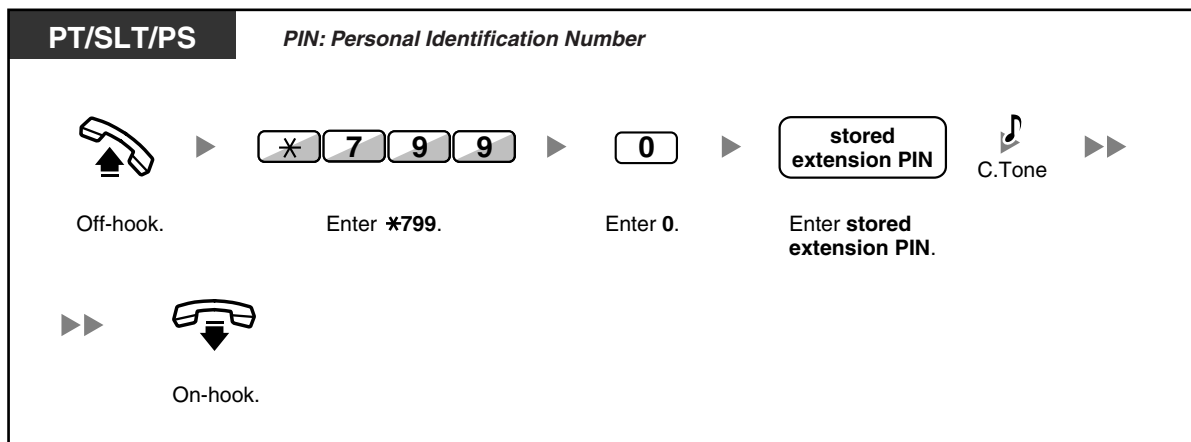 PT/SLT/PS
PIN: Personal Identification Number
* 7 9 9
0
stored
extension PIN
C.Tone
Off-hook.
Enter *799.
Enter 0.
Enter stored
extension PIN.
On-hook.